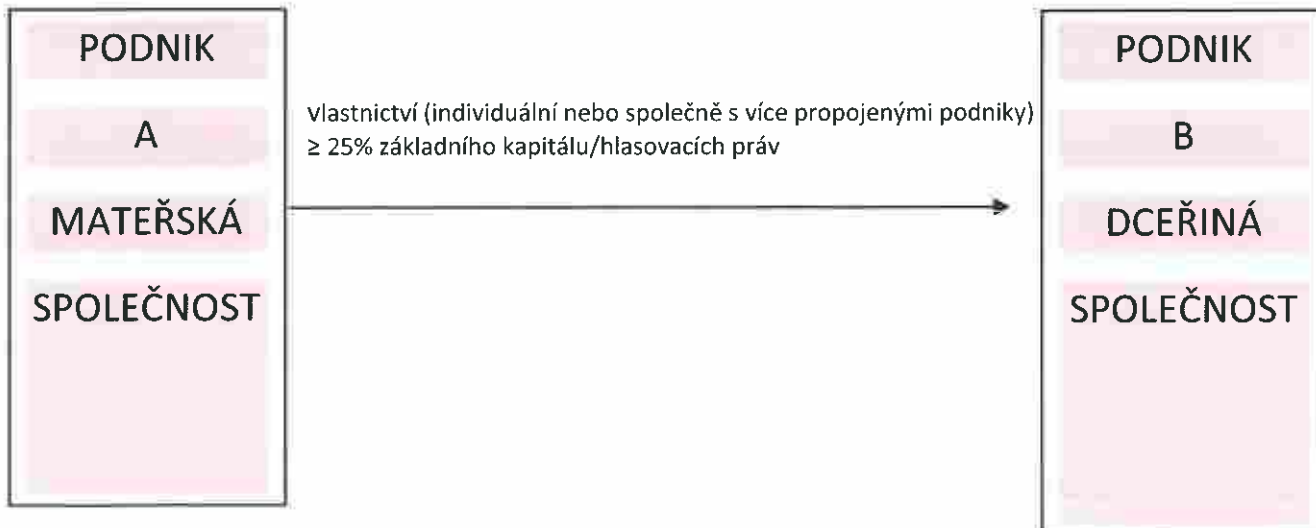 PODNIK
A
MATEŘSKÁ
SPOLEČNOST
vlastnictví (individuální nebo společně s více propojenými podniky)
≥ 25% základního kapitálu/hlasovacích práv
PODNIK
B
DCEŘINÁ
SPOLEČNOST